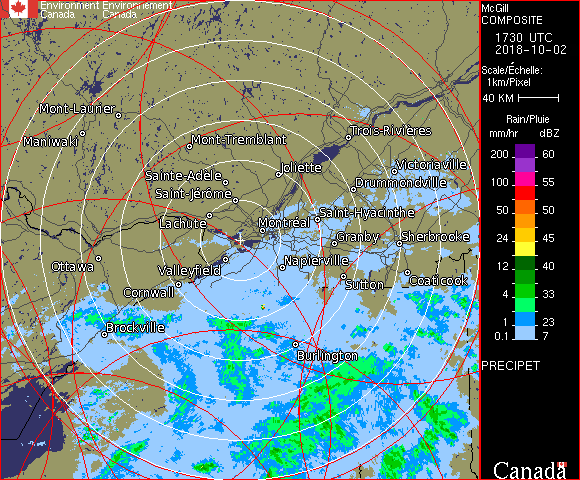 Environment Environnement
Canada Canada
McGill
COMPOSITE
1730 UTC
2018-10-02
Scale/Échelle:
1km/Pixel
40 KM
Rain/Pluie
mm/hr dBZ
200 60
100 55
50 50
24 45
12 40
4 33
1 23
0.1 7
PRECIPET
Canada
Mont-Laurier
Maniwaki
Mont-Tremblant
Trois-Rivières
Sainte-Adèle
Joliette
Victoriaville
Saint-Jérôme
Drummondville
Lachute
Montréal
Saint-Hyacinthe
Granby
Sherbrooke
Ottawa
Valleyfield
Napierville
Cornwall
Sutton
Coaticook
Brockville
Burlington